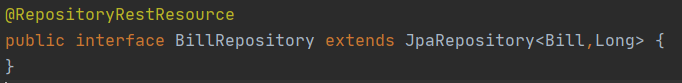 @RepositoryRestResource
public interface BillRepository extends JpaRepository<Bill,Long> {
}